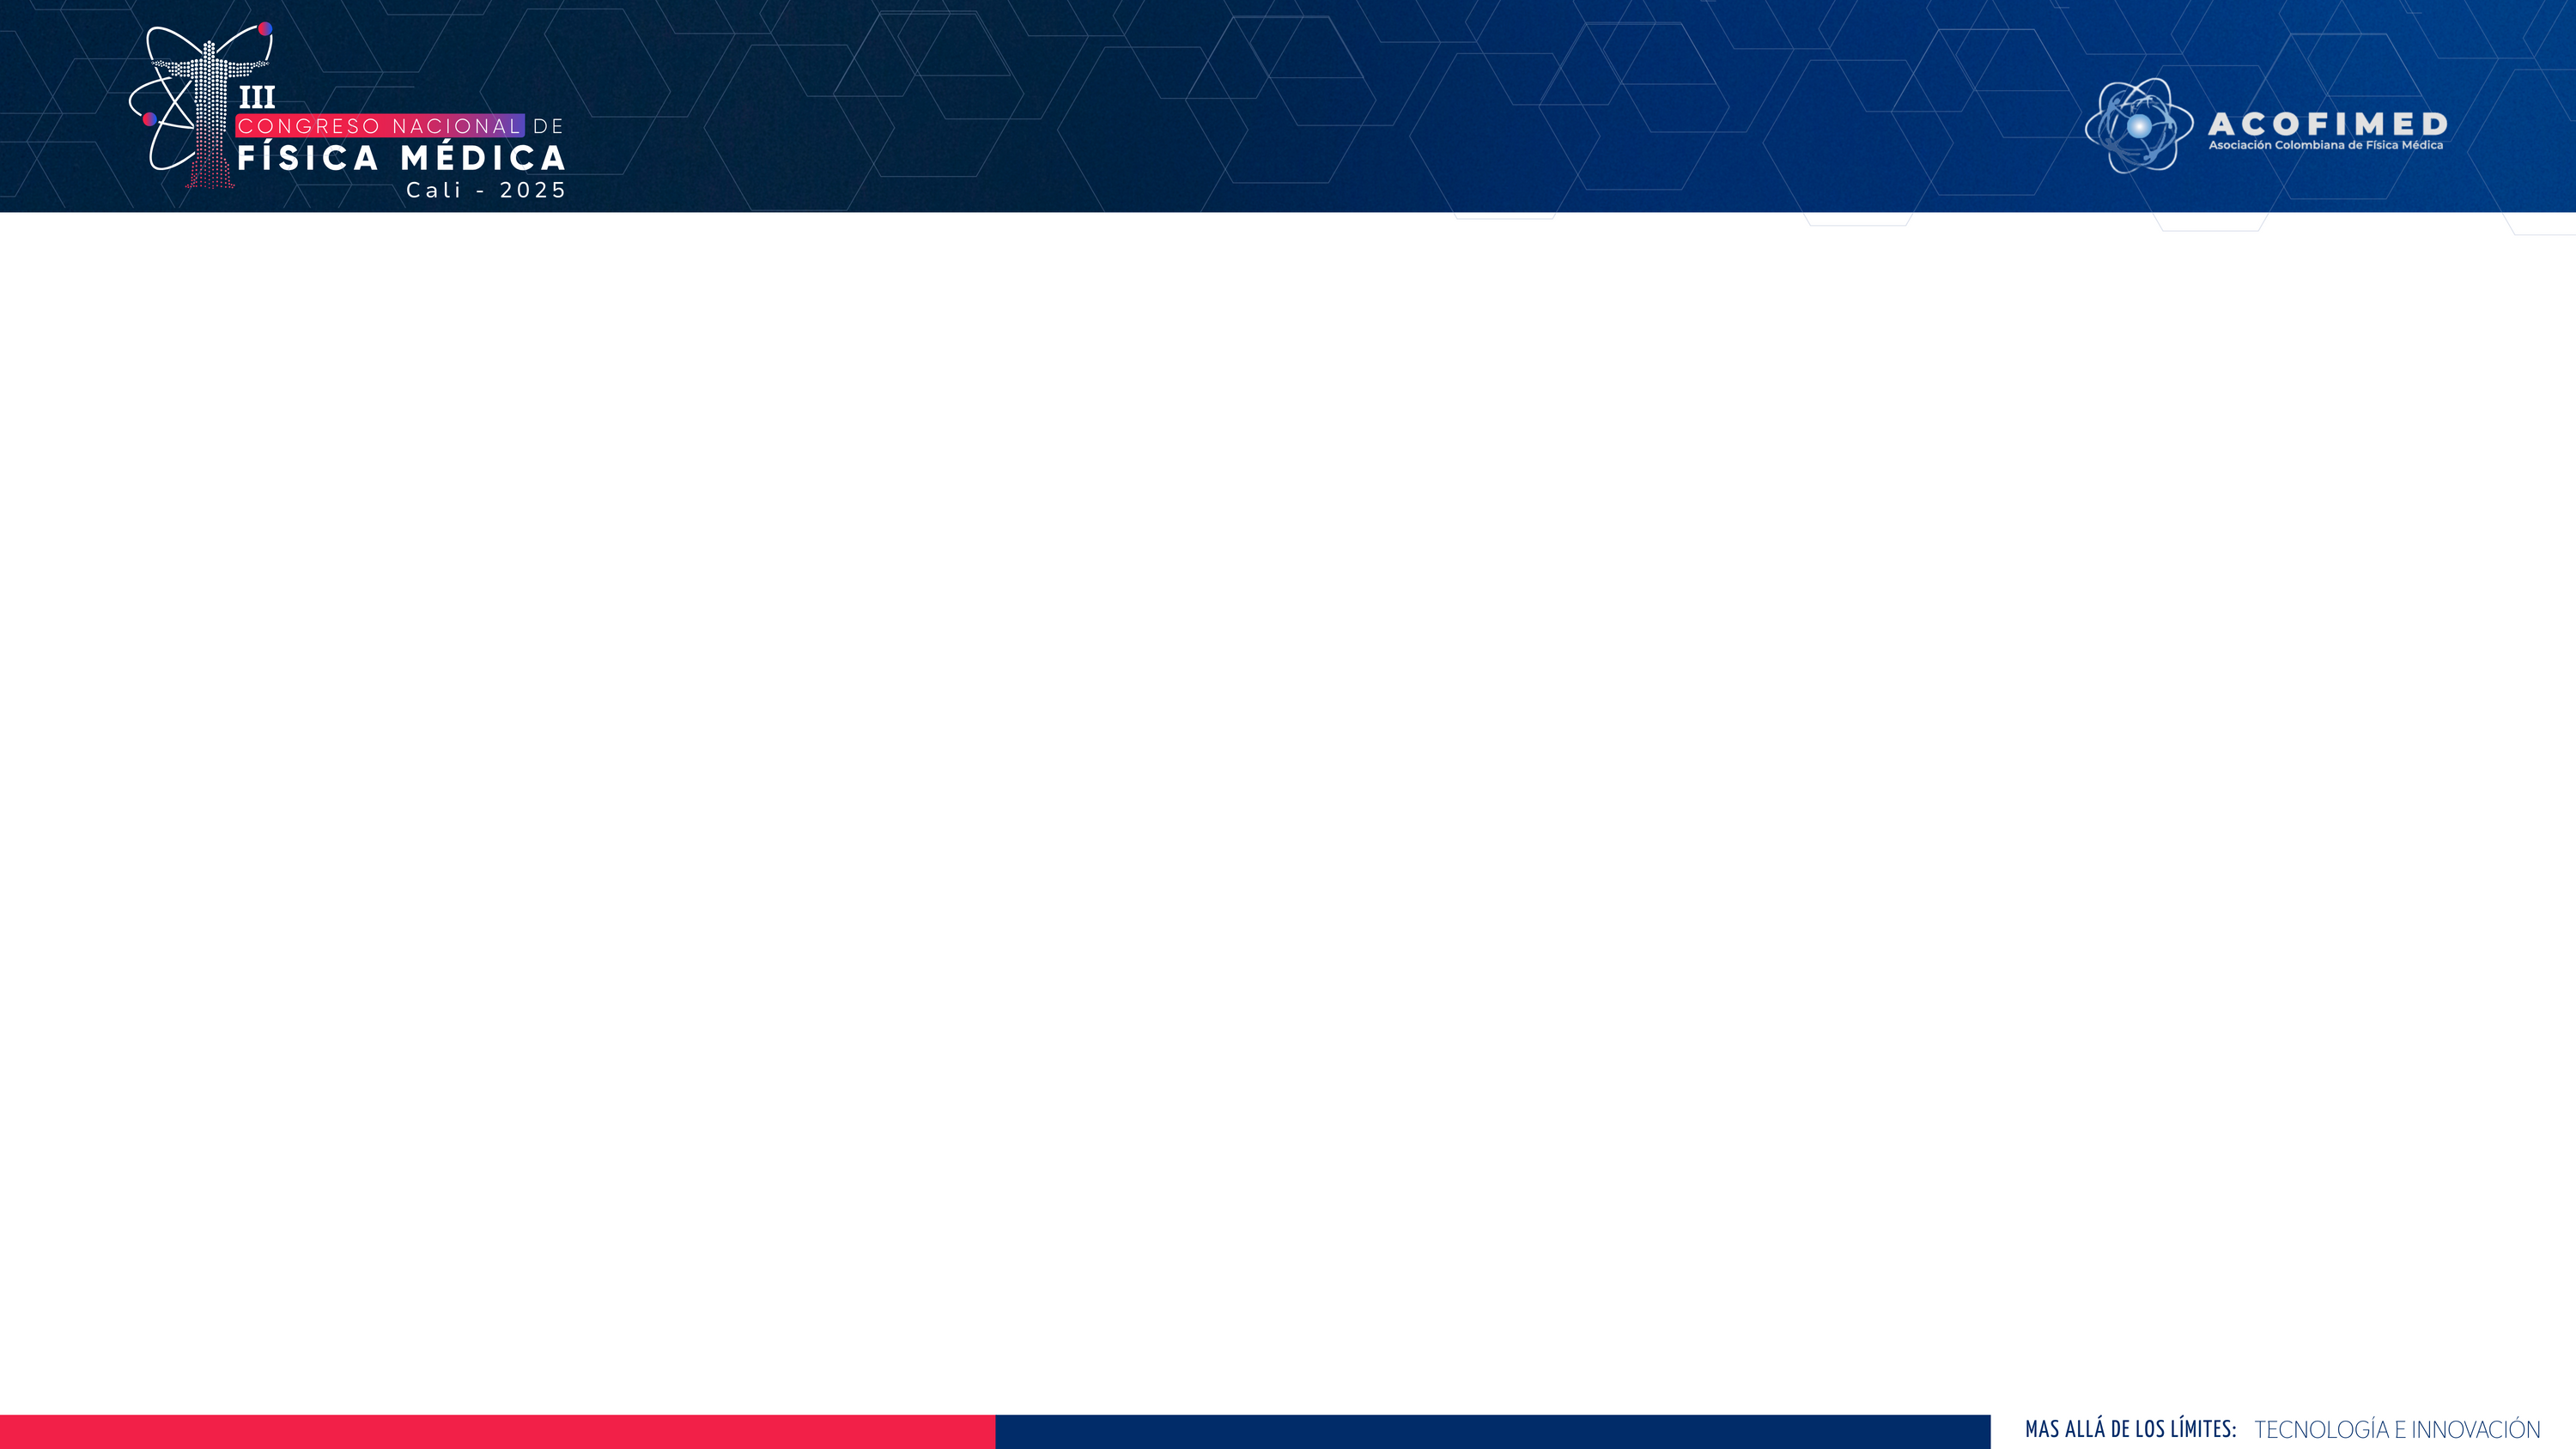 III
CONGRESO NACIONAL DE
FÍSICA MÉDICA
Cali - 2025
ACOFIMED
Asociación Colombiana de Física Médica
MAS ALLÁ DE LOS LÍMITES: TECNOLOGÍA E INNOVACIÓN